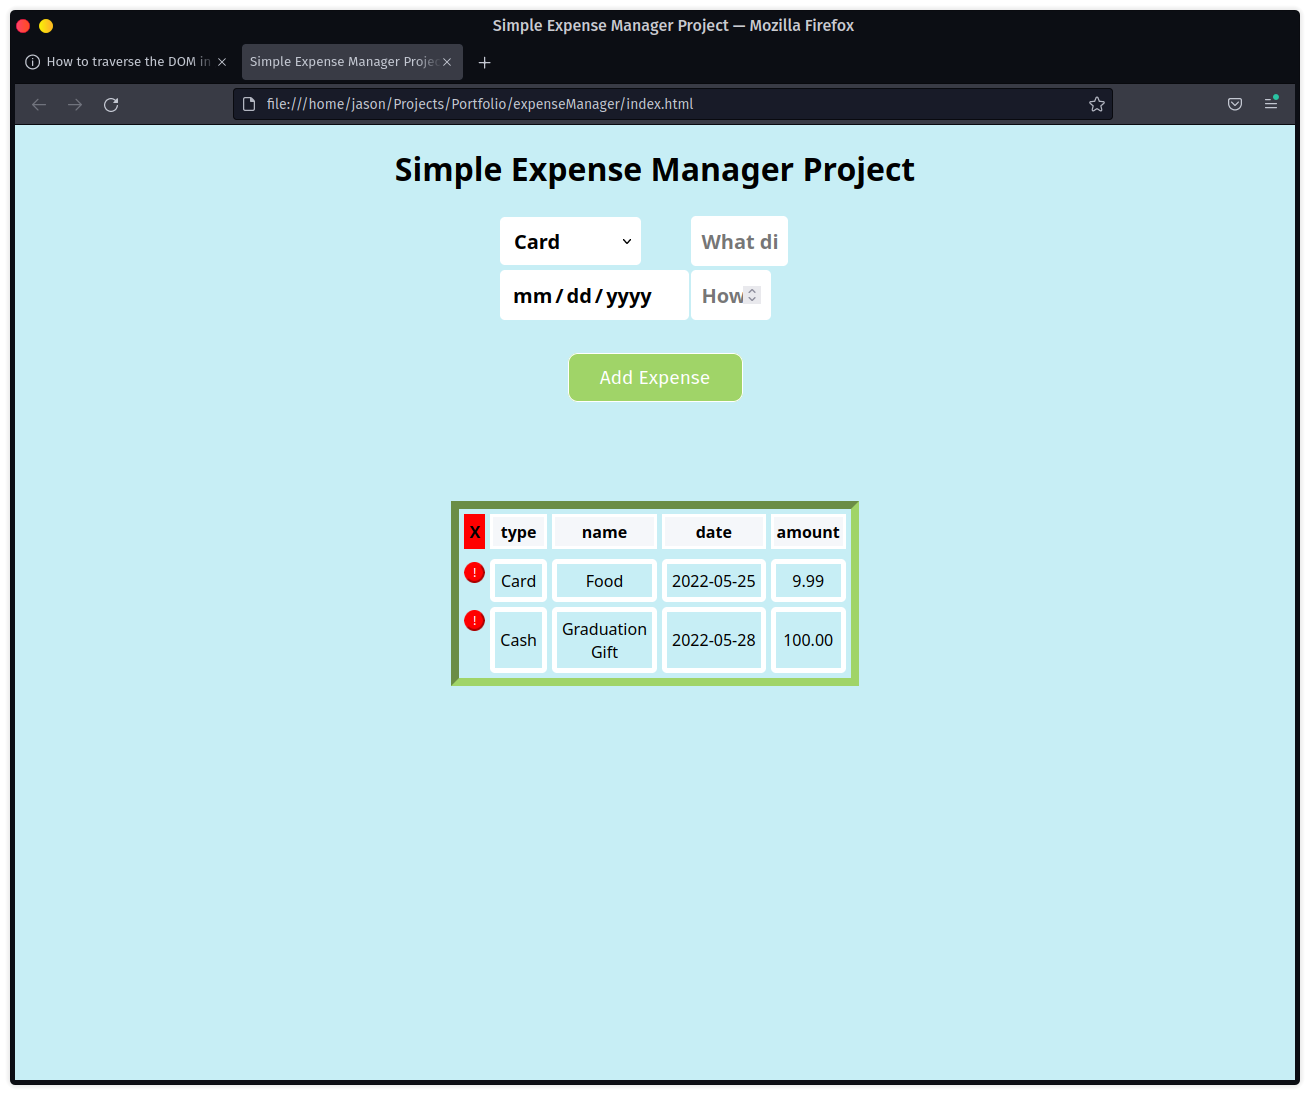 Simple Expense Manager Project — Mozilla Firefox
How to traverse the DOM in
Simple Expense Manager Proje
file:///home/jason/Projects/Portfolio/expenseManager/index.html
Simple Expense Manager Project
Card What di
mm/dd/yyyy How
Add Expense
X type name date amount
! Card Food 2022-05-25 9.99
! Cash Graduation Gift 2022-05-28 100.00